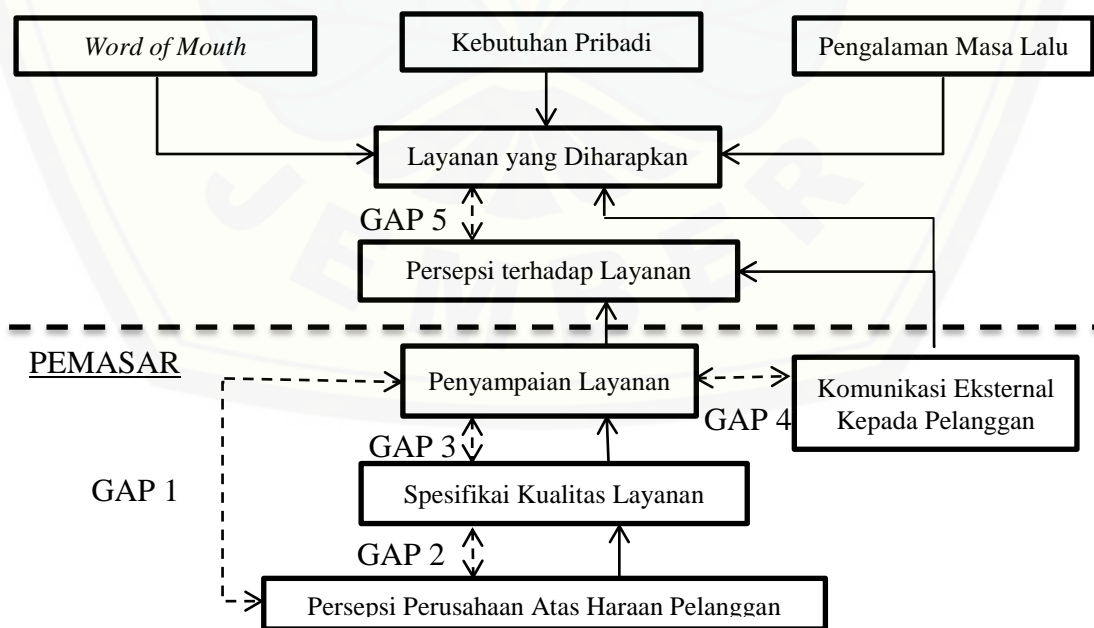 Word of Mouth
Kebutuhan Pribadi
Pengalaman Masa Lalu
Layanan yang Diharapkan
GAP 5
Persepsi terhadap Layanan
JEMBER
PEMASAR
Penyampaian Layanan
Komunikasi Eksternal
Kepada Pelanggan
GAP 4
GAP 3
GAP 1
Spesifikai Kualitas Layanan
GAP 2
Persepsi Perusahaan Atas Haraan Pelanggan